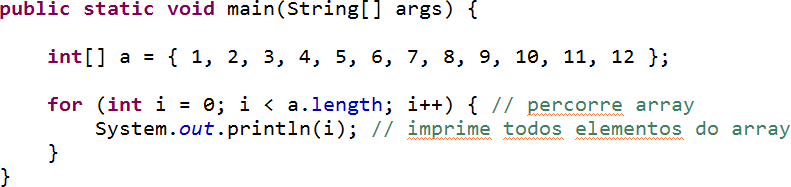 public static void main(String[] args) {
int[] a = { 1, 2, 3, 4, 5, 6, 7, 8, 9, 10, 11, 12 };
for (int i = 0; i < a.length; i++) { // percorre array
System.out.println(i); // imprime todos elementos do array
}
}